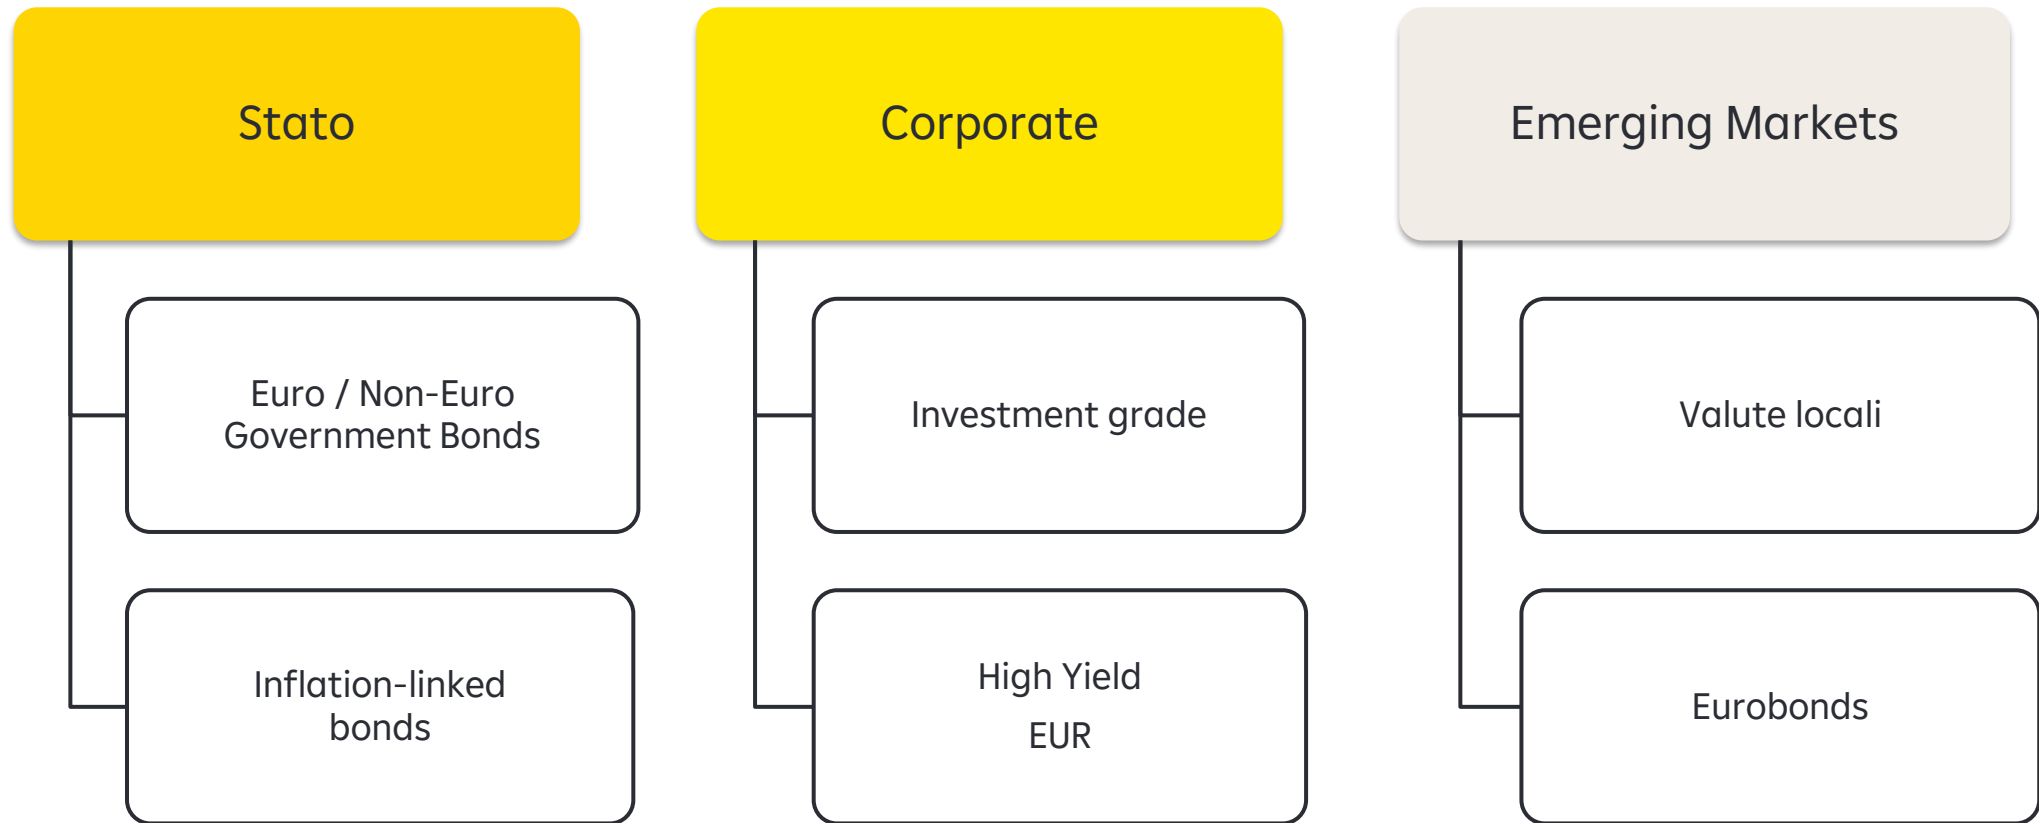 Stato
Euro / Non-Euro
Government Bonds
Inflation-linked
bonds
Corporate
Investment grade
High Yield
EUR
Emerging Markets
Valute locali
Eurobonds